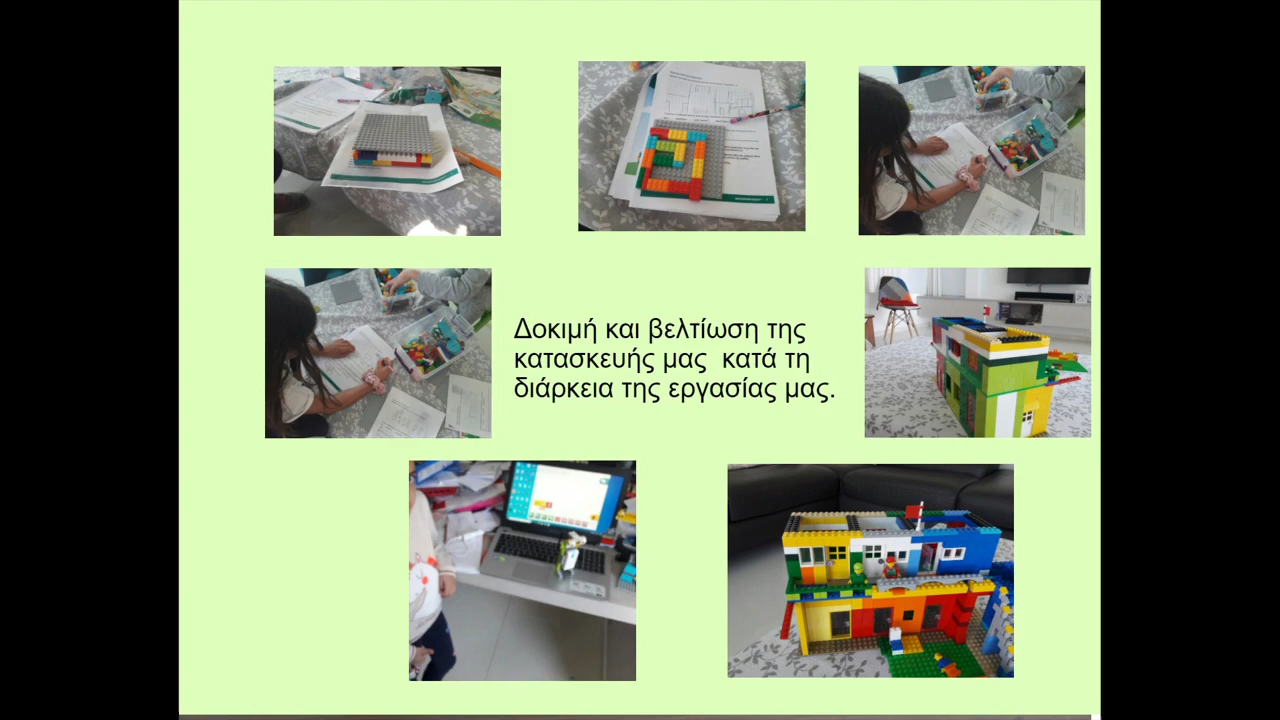 Δοκιμή και βελτίωση της
κατασκευής μας  κατά τη
διάρκεια της εργασίας μας.